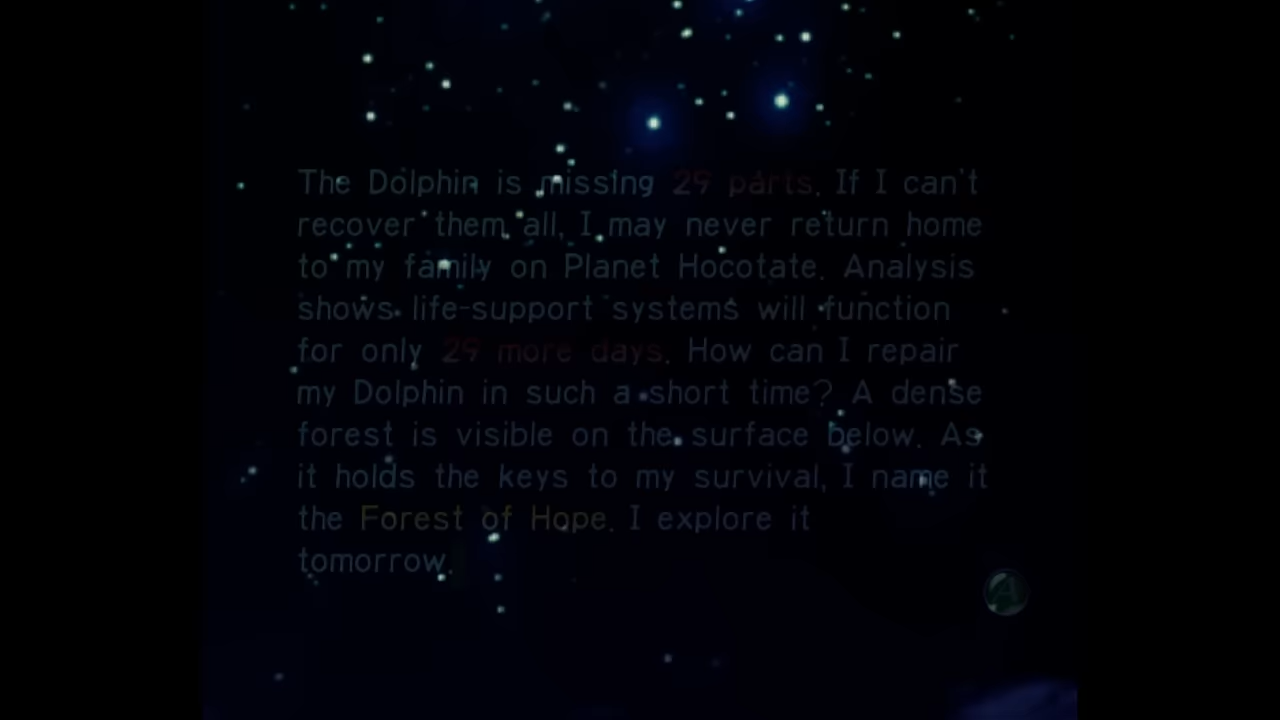 The Dolphin is missing 29 parts. If I can't
recover them all, I may never return home
to my family on Planet Hocotate. Analysis
shows life-support systems will function
for only 29 more days. How can I repair
my Dolphin in such a short time? A dense
forest is visible on the surface below. As
it holds the keys to my survival, I name it
the Forest of Hope. I explore it
tomorrow.
A